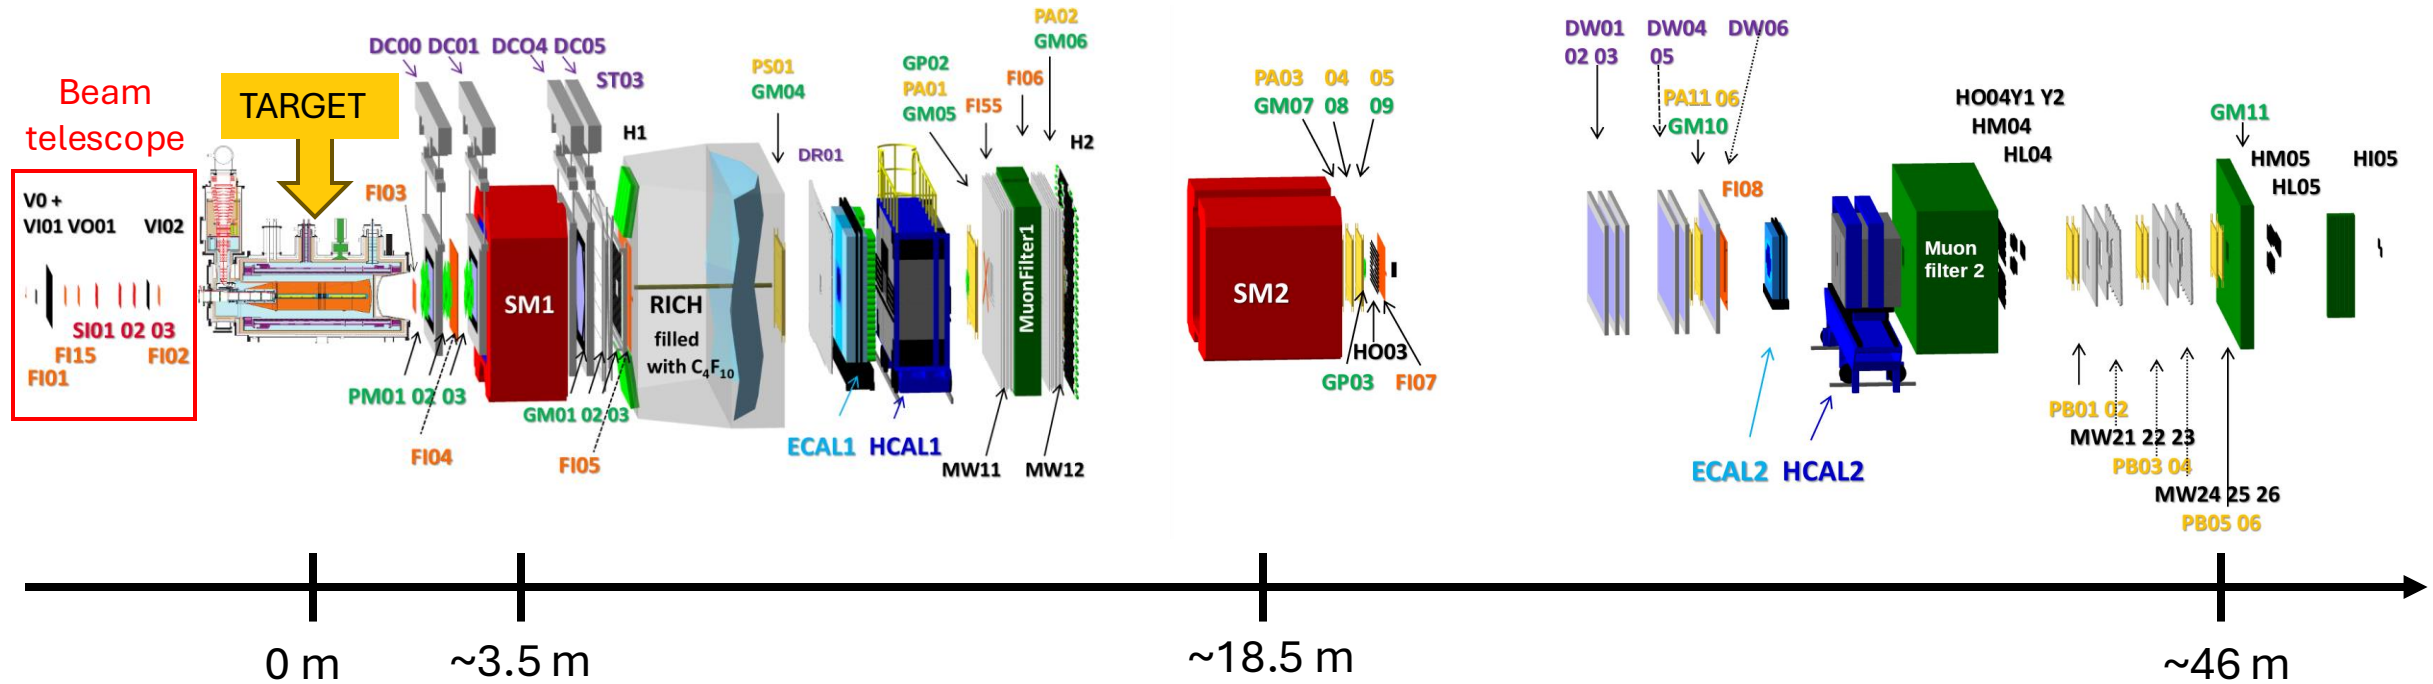 Beam
telescope
TARGET
V0 +
VI01 VO01 VI02
SI01 02 03
FI15 FI02
FI01
DC00 DC01 DCO4 DC05
ST03
H1
FI03
SM1
PM01 02 03
FI04
GM01 02 03
FI05
RICH
filled
with C₄F₁₀
PS01
GM04
DR01
ECAL1 HCAL1
GP02
PA01
GM05
FI55
FI06
PA02
GM06
H2
MuonFilter1
MW11 MW12
SM2
PA03 04 05
GM07 08 09
HO03
GP03 FI07
DW01 DW04 DW06
02 03 05
PA11 06
GM10
FI08
ECAL2 HCAL2
HO04Y1 Y2
HM04
HL04
Muon
filter 2
GM11
HM05
HL05
HI05
PB01 02
MW21 22 23
PB03 04
MW24 25 26
PB05 06
0 m
~3.5 m
~18.5 m
~46 m